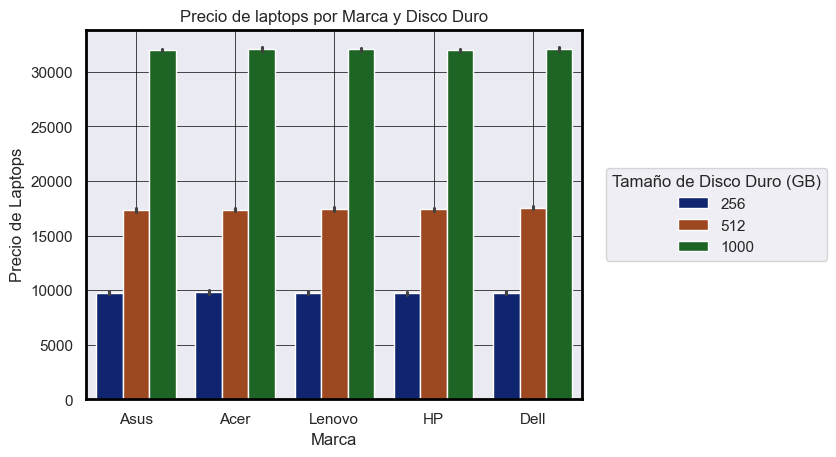 Precio de laptops por Marca y Disco Duro
Precio de Laptops
30000
25000
20000
15000
10000
5000
0
Asus Acer Lenovo HP Dell
Marca
Tamaño de Disco Duro (GB)
256
512
1000